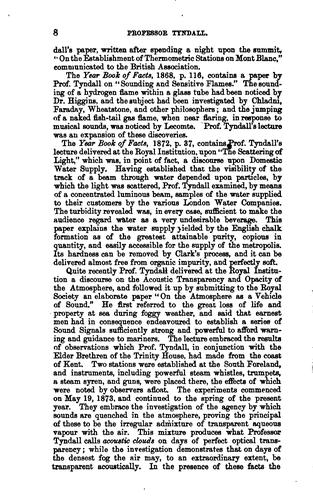 8 PROFESSOR TYNDALL.
dall's paper, written after spending a night upon the summit,
"On the Establishment of Thermometric Stations on Mont Blanc,"
communicated to the British Association.
The Year Book of Facts, 1868, p. 116, contains a paper by
Prof. Tyndall on "Sounding and Sensitive Flames." The sound-
ing of a hydrogen flame within a glass tube had been noticed by
Dr. Higgins, and the subject had been investigated by Chladni,
Faraday, Wheatstone, and other philosophers; and the jumping
of a naked fish-tail gas flame, when near flaring, in response to
musical sounds, was noticed by Leconte. Prof. Tyndall's lecture
was an expansion of these discoveries.
The Year Book of Facts, 1872, p. 37, contains Prof. Tyndall's
lecture delivered at the Royal Institution, upon "The Scattering of
Light," which was, in point of fact, a discourse upon Domestic
Water Supply. Having established that the visibility of the
track of a beam through water depended upon particles, by
which the light was scattered, Prof. Tyndall examined, by means
of a concentrated luminous beam, samples of the water supplied
to their customers by the various London Water Companies.
The turbidity revealed was, in every case, sufficient to make the
audience regard water as a very undesirable beverage. This
paper explains the water supply yielded by the English chalk
formation as of the greatest attainable purity, copious in
quantity, and easily accessible for the supply of the metropolis.
Its hardness can be removed by Clark's process, and it can be
delivered almost free from organic impurity, and perfectly soft.
Quite recently Prof. Tyndall delivered at the Royal Institu-
tion a discourse on the Acoustic Transparency and Opacity of
the Atmosphere, and followed it up by submitting to the Royal
Society an elaborate paper "On the Atmosphere as a Vehicle
of Sound." He first referred to the great loss of life and
property at sea during foggy weather, and said that earnest
men had in consequence endeavoured to establish a series of
Sound Signals sufficiently strong and powerful to afford warn-
ing and guidance to mariners. The lecture embraced the results
of observations which Prof. Tyndall, in conjunction with the
Elder Brethren of the Trinity House, had made from the coast
of Kent. Two stations were established at the South Foreland,
and instruments, including powerful steam whistles, trumpets,
a steam syren, and guns, were placed there, the effects of which
were noted by observers afloat. The experiments commenced
on May 19, 1873, and continued to the spring of the present
year. They embrace the investigation of the agency by which
sounds are quenched in the atmosphere, proving the principal
of these to be the irregular admixture of transparent aqueous
vapour with the air. This mixture produces what Professor
Tyndall calls acoustic clouds on days of perfect optical trans-
parency; while the investigation demonstrates that on days of
the densest fog the air may, to an extraordinary extent, be
transparent acoustically. In the presence of these facts the